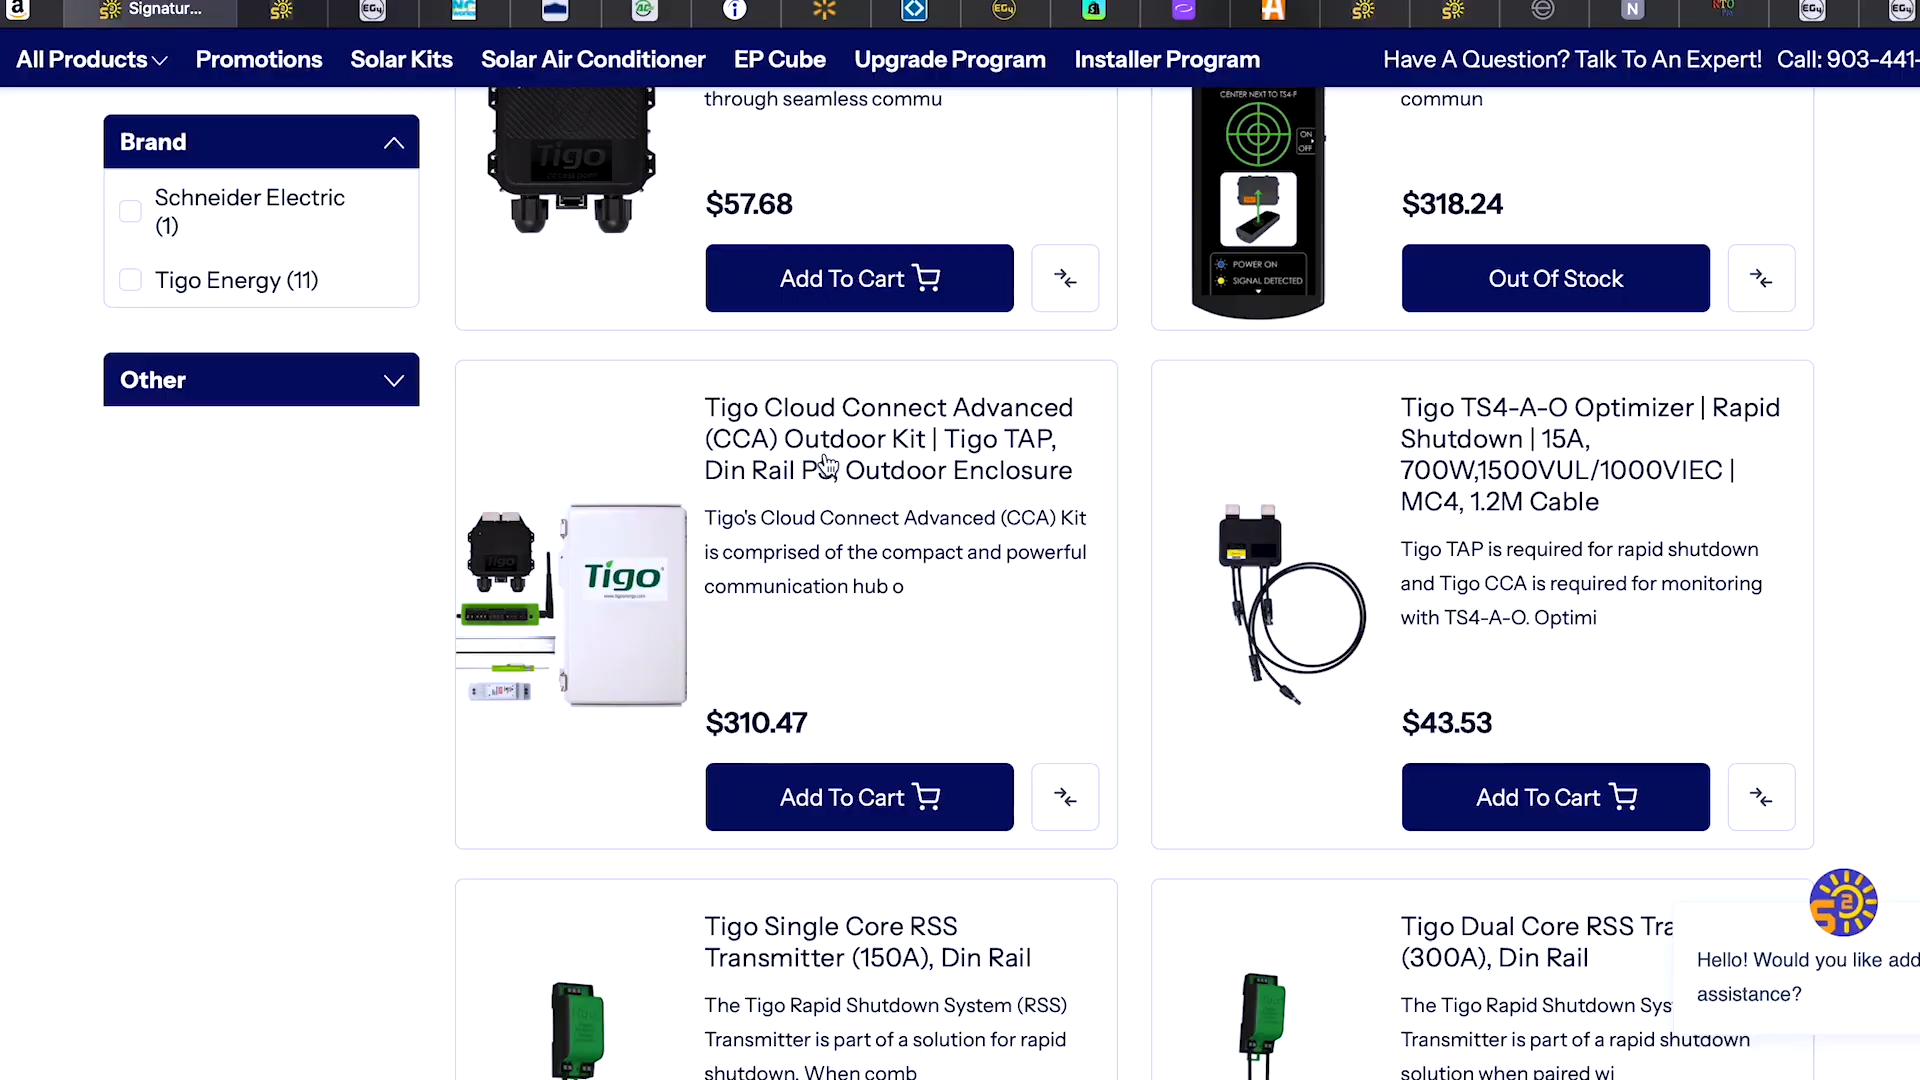 a
Signatur...
All Products
Promotions
Solar Kits
Solar Air Conditioner
EP Cube
Upgrade Program
Installer Program
Have A Question? Talk To An Expert!
Call: 903-441-
Brand
Schneider Electric
(1)
Tigo Energy (11)
Other
Tigo
through seamless commu
$57.68
Add To Cart
CENTER NEXT TO TS4-F
ON
OFF
POWER ON
SIGNAL DETECTED
commun
$318.24
Out Of Stock
Tigo
www.tigoenergy.com
Tigo Cloud Connect Advanced
(CCA) Outdoor Kit | Tigo TAP,
Din Rail Outdoor Enclosure
Tigo's Cloud Connect Advanced (CCA) Kit
is comprised of the compact and powerful
communication hub o
$310.47
Add To Cart
Tigo TS4-A-O Optimizer | Rapid
Shutdown | 15A,
700W,1500VUL/1000VIEC |
MC4, 1.2M Cable
Tigo TAP is required for rapid shutdown
and Tigo CCA is required for monitoring
with TS4-A-O. Optimi
$43.53
Add To Cart
Tigo Single Core RSS
Transmitter (150A), Din Rail
The Tigo Rapid Shutdown System (RSS)
Transmitter is part of a solution for rapid
shutdown. When comb
Tigo Dual Core RSS Tra
(300A), Din Rail
The Tigo Rapid Shutdown Sys
Transmitter is part of a rapid shutdown
solution when paired wi
Hello! Would you like add
assistance?